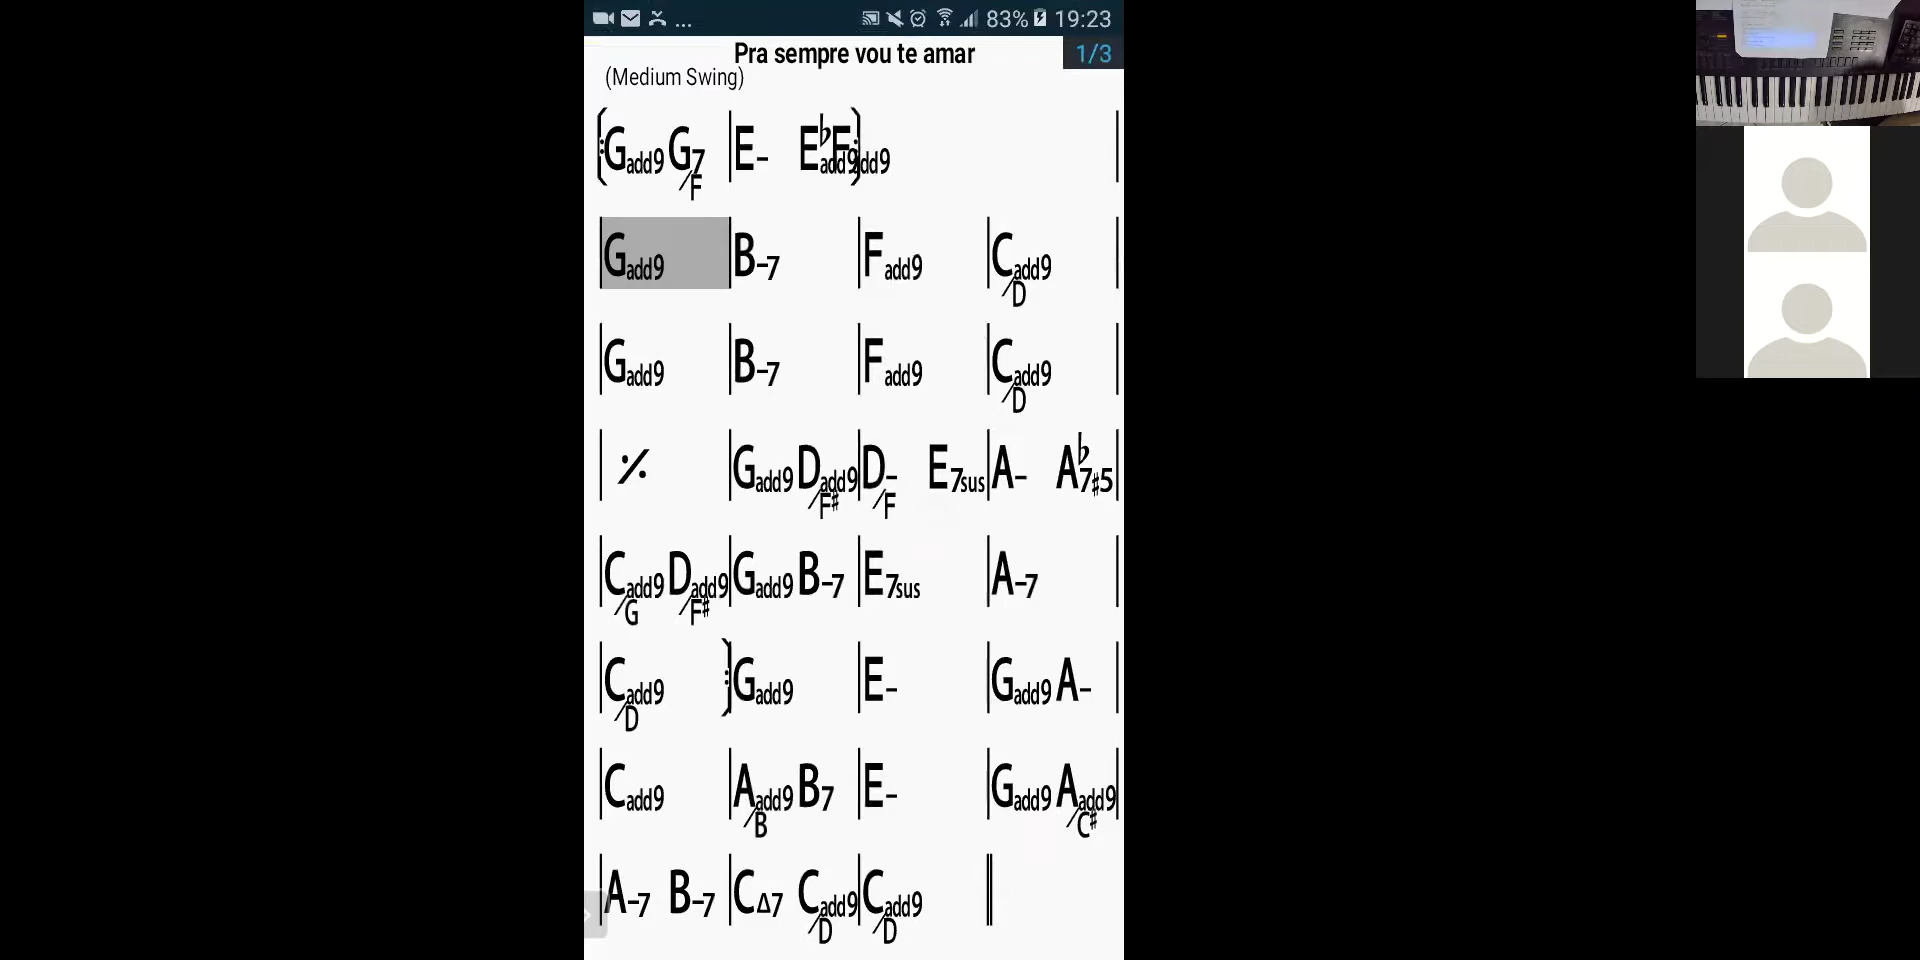 ... 83% 19:23
Pra sempre vou te amar 1/3
(Medium Swing)
Gadd9 G7/F E- E♭add9 Fadd9
Gadd9 B-7 Fadd9 Cadd9/D
Gadd9 B-7 Fadd9 Cadd9/D
𝄎 Gadd9 Dadd9/F# D-/F E7sus A- A♭7#5
Cadd9/G Dadd9/F# Gadd9 B-7 E7sus A-7
Cadd9/D Gadd9 E- Gadd9 A-
Cadd9 Aadd9/B B7 E- Gadd9 Aadd9/C#
A-7 B-7 CΔ7 Cadd9/D Cadd9/D